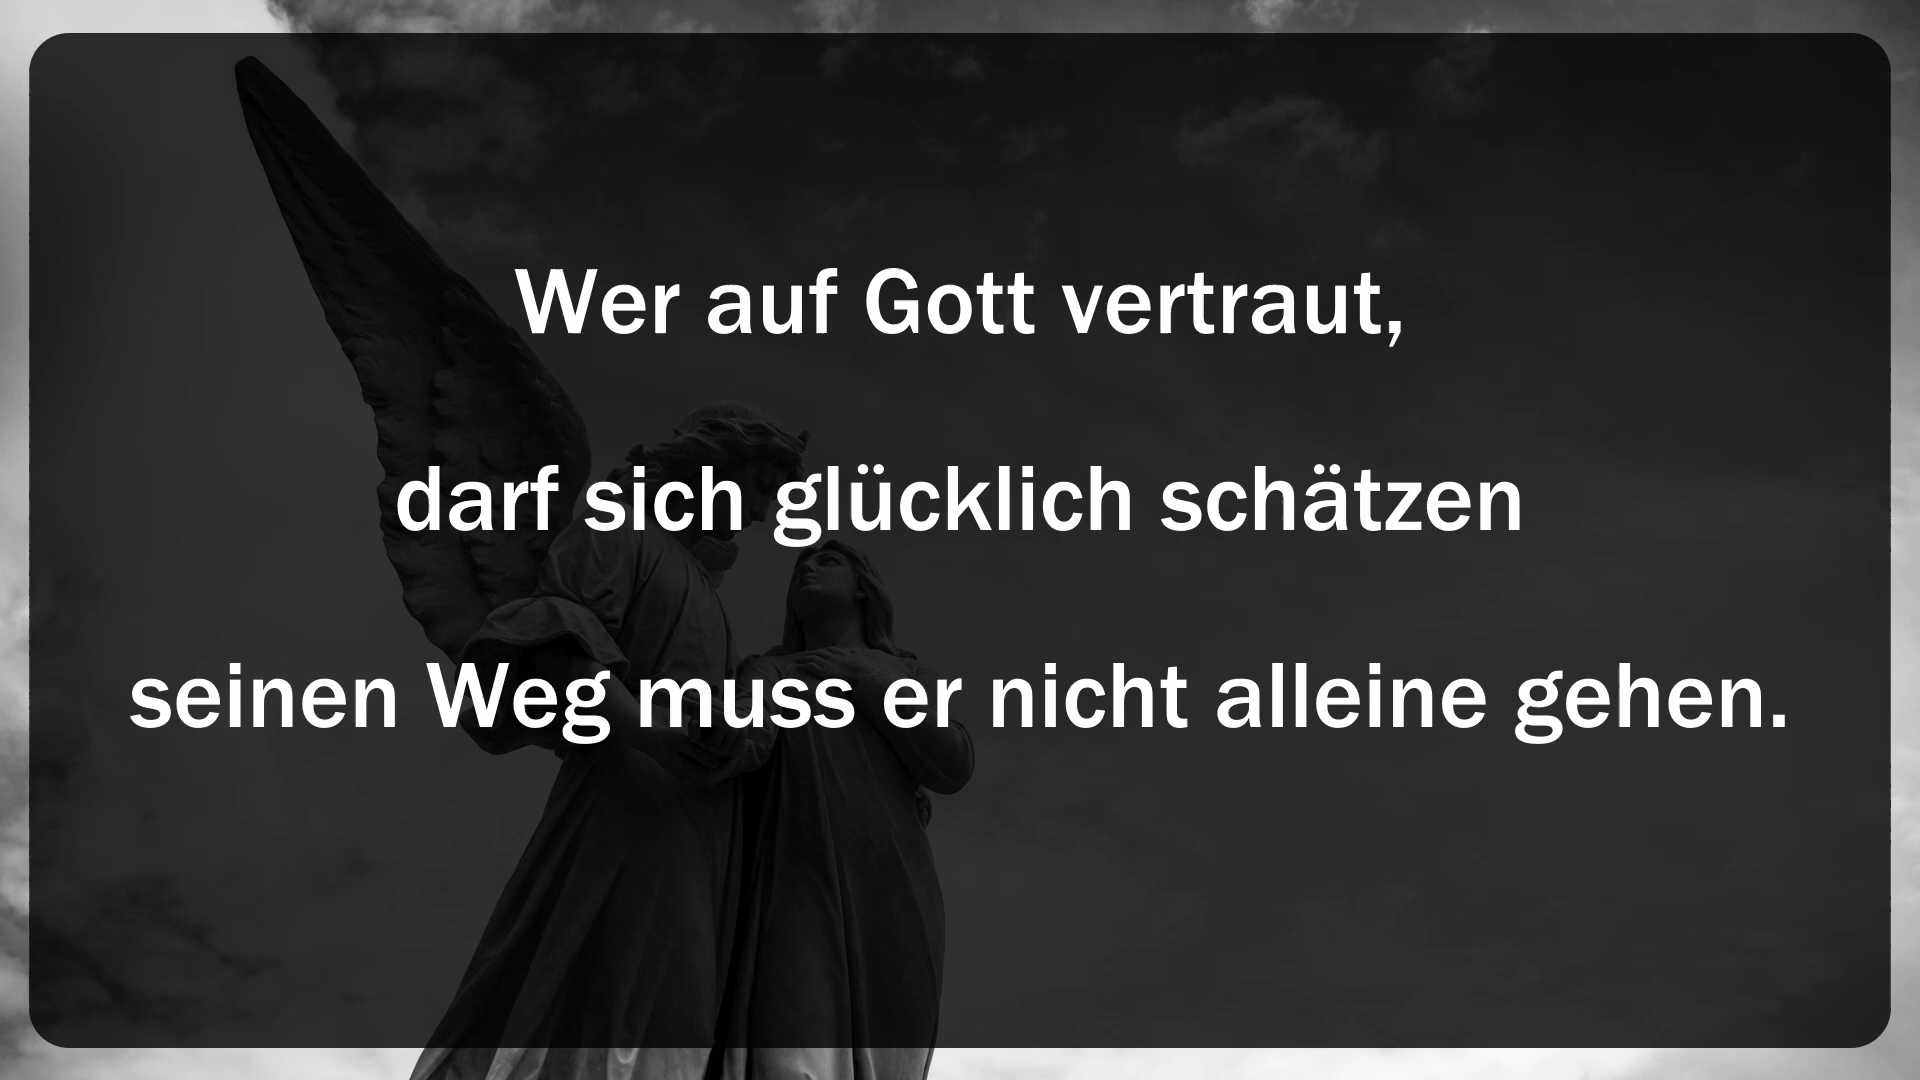 Wer auf Gott vertraut,
darf sich glücklich schätzen
seinen Weg muss er nicht alleine gehen.